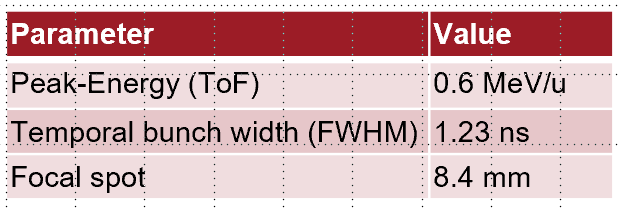 Parameter Value
Peak-Energy (ToF) 0.6 MeV/u
Temporal bunch width (FWHM) 1.23 ns
Focal spot 8.4 mm